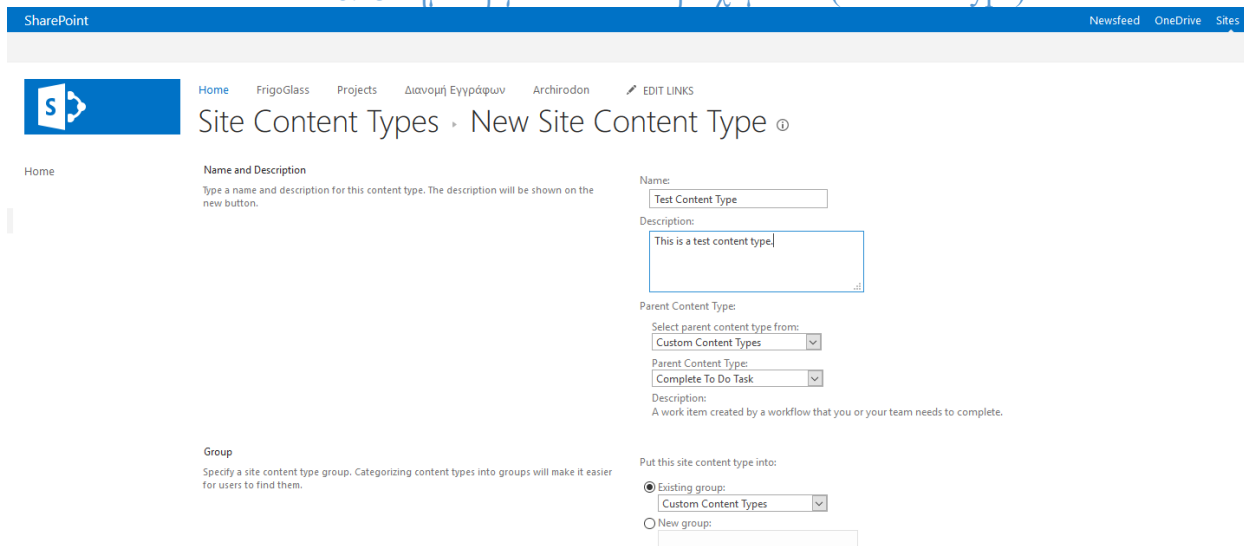 SharePoint
Newsfeed OneDrive Sites
S
Home FrigoGlass Projects Διανομή Εγγράφων Archirodon EDIT LINKS
Site Content Types ▸ New Site Content Type
Home
Name and Description
Type a name and description for this content type. The description will be shown on the
new button.
Name:
Test Content Type
Description:
This is a test content type.
Parent Content Type:
Select parent content type from:
Custom Content Types
Parent Content Type:
Complete To Do Task
Description:
A work item created by a workflow that you or your team needs to complete.
Group
Specify a site content type group. Categorizing content types into groups will make it easier
for users to find them.
Put this site content type into:
Existing group:
Custom Content Types
New group: